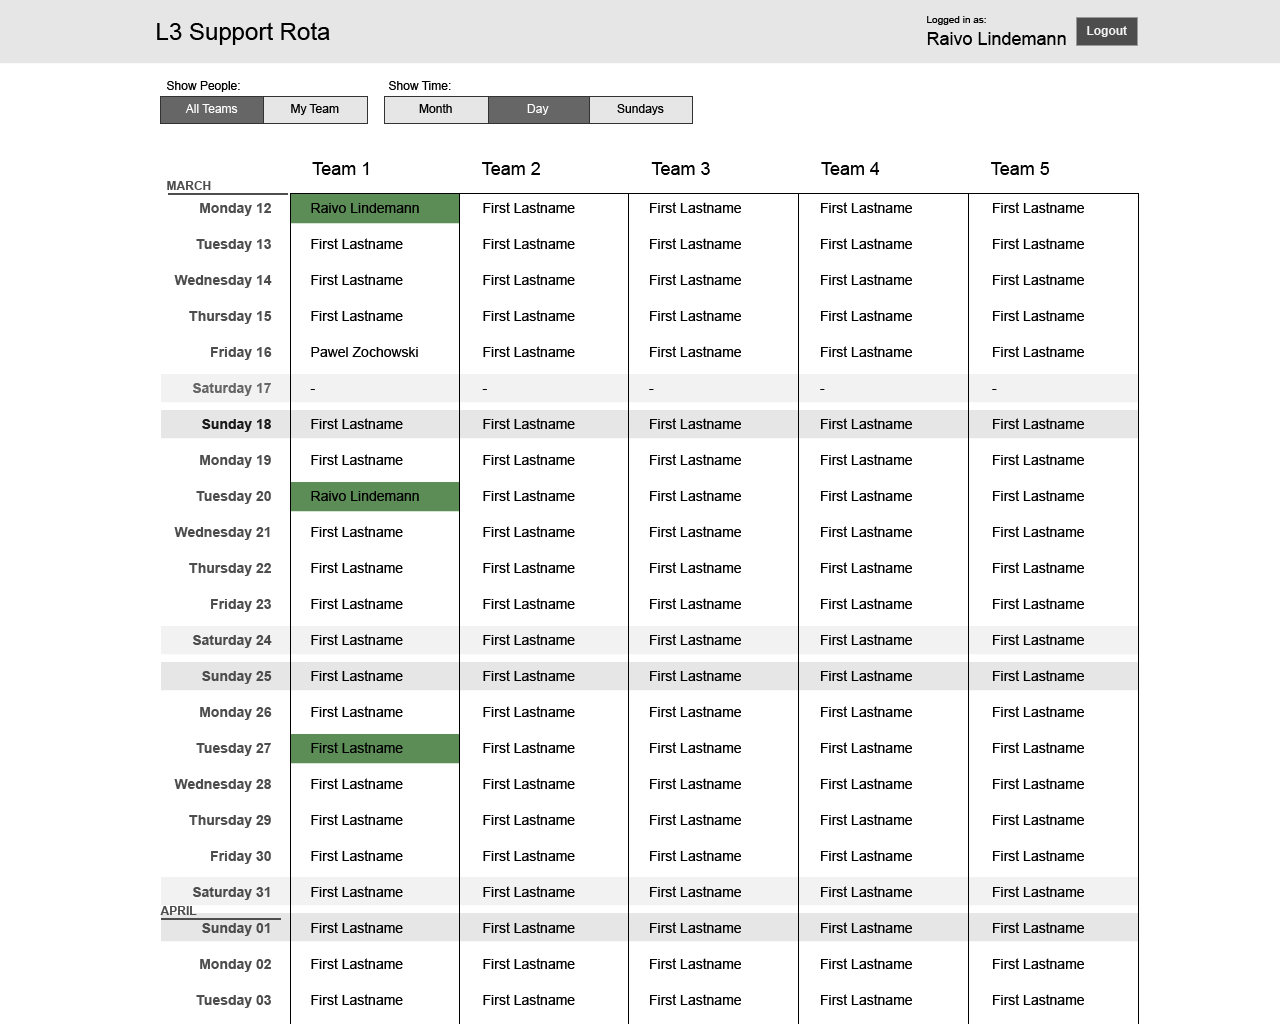 L3 Support Rota
Logged in as:
Raivo Lindemann
Logout
Show People:
All Teams My Team
Show Time:
Month Day Sundays
Team 1 Team 2 Team 3 Team 4 Team 5
MARCH
Monday 12 Raivo Lindemann First Lastname First Lastname First Lastname First Lastname
Tuesday 13 First Lastname First Lastname First Lastname First Lastname First Lastname
Wednesday 14 First Lastname First Lastname First Lastname First Lastname First Lastname
Thursday 15 First Lastname First Lastname First Lastname First Lastname First Lastname
Friday 16 Pawel Zochowski First Lastname First Lastname First Lastname First Lastname
Saturday 17 - - - - -
Sunday 18 First Lastname First Lastname First Lastname First Lastname First Lastname
Monday 19 First Lastname First Lastname First Lastname First Lastname First Lastname
Tuesday 20 Raivo Lindemann First Lastname First Lastname First Lastname First Lastname
Wednesday 21 First Lastname First Lastname First Lastname First Lastname First Lastname
Thursday 22 First Lastname First Lastname First Lastname First Lastname First Lastname
Friday 23 First Lastname First Lastname First Lastname First Lastname First Lastname
Saturday 24 First Lastname First Lastname First Lastname First Lastname First Lastname
Sunday 25 First Lastname First Lastname First Lastname First Lastname First Lastname
Monday 26 First Lastname First Lastname First Lastname First Lastname First Lastname
Tuesday 27 First Lastname First Lastname First Lastname First Lastname First Lastname
Wednesday 28 First Lastname First Lastname First Lastname First Lastname First Lastname
Thursday 29 First Lastname First Lastname First Lastname First Lastname First Lastname
Friday 30 First Lastname First Lastname First Lastname First Lastname First Lastname
Saturday 31 First Lastname First Lastname First Lastname First Lastname First Lastname
APRIL
Sunday 01 First Lastname First Lastname First Lastname First Lastname First Lastname
Monday 02 First Lastname First Lastname First Lastname First Lastname First Lastname
Tuesday 03 First Lastname First Lastname First Lastname First Lastname First Lastname